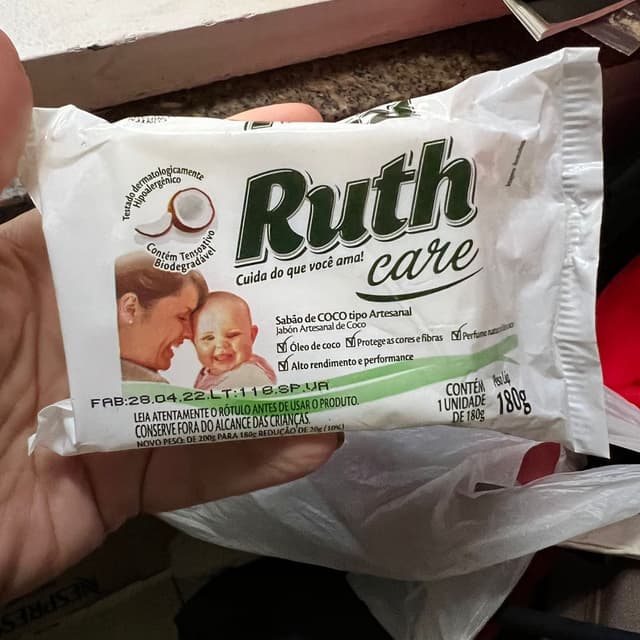 Testado dermatologicamente
Hipoalergênico
Contém Tensoativo
Biodegradável
Ruth
care
Cuida do que você ama!
Sabão de COCO tipo Artesanal
Jabón Artesanal de Coco
Óleo de coco Protege as cores e fibras Perfume
Alto rendimento e performance
FAB:28.04.22.LT:118.SP.UA
LEIA ATENTAMENTE O RÓTULO ANTES DE USAR O PRODUTO.
CONSERVE FORA DO ALCANCE DAS CRIANÇAS
NOVO PESO: DE 200g PARA 180g REDUÇÃO DE 20g (10%)
CONTÉM
1 UNIDADE
DE 180g
Peso Líq.
180g